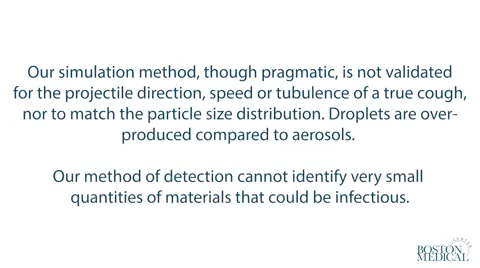 Our simulation method, though pragmatic, is not validated
for the projectile direction, speed or tubulence of a true cough,
nor to match the particle size distribution. Droplets are over-
produced compared to aerosols.
Our method of detection cannot identify very small
quantities of materials that could be infectious.
BOSTON
MEDICAL
CENTER